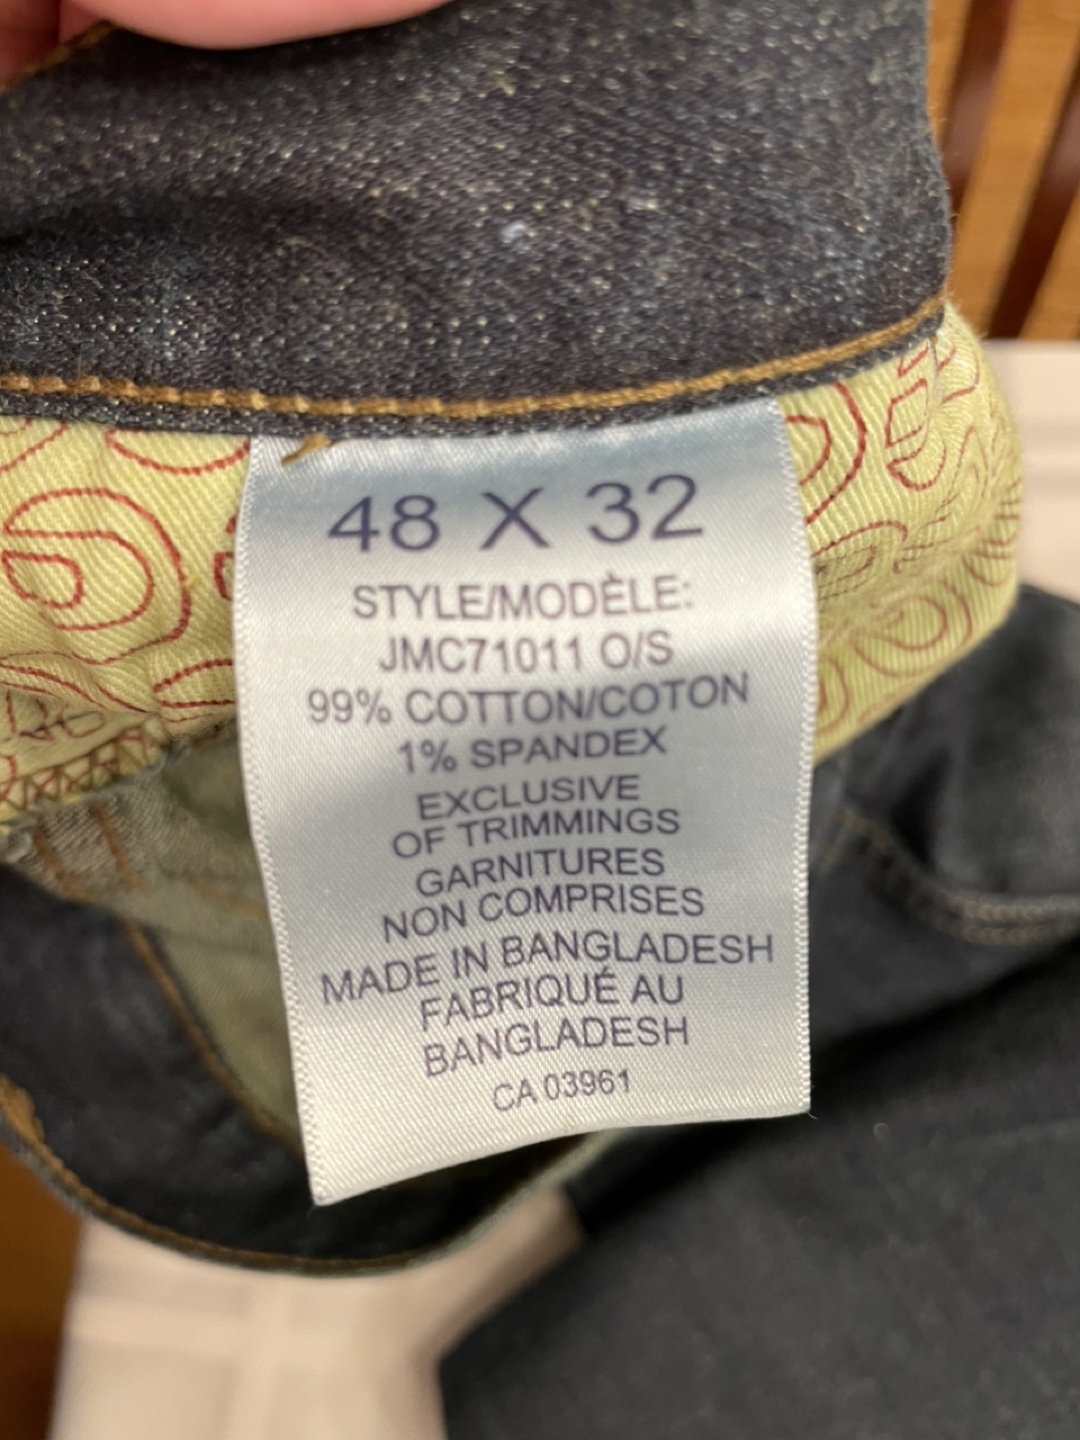 48 X 32
STYLE/MODÈLE:
JMC71011 O/S
99% COTTON/COTON
1% SPANDEX
EXCLUSIVE
OF TRIMMINGS
GARNITURES
NON COMPRISES
MADE IN BANGLADESH
FABRIQUÉ AU
BANGLADESH
CA 03961